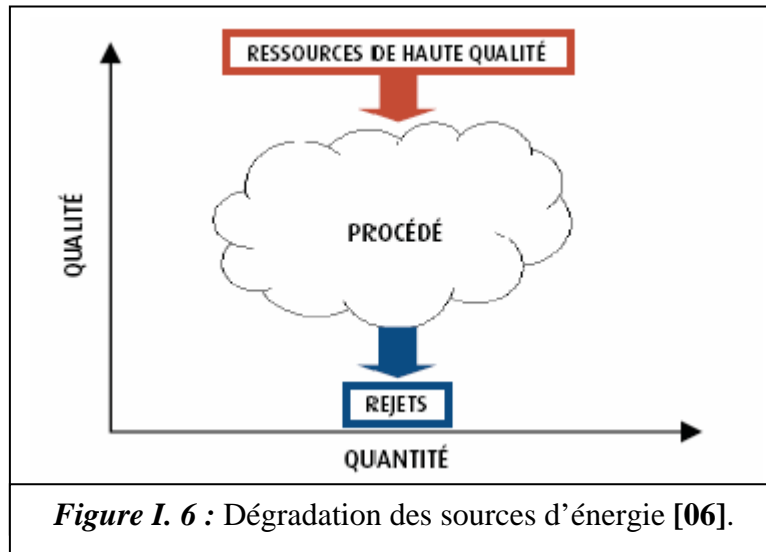 RESSOURCES DE HAUTE QUALITÉ
QUALITÉ
PROCÉDÉ
REJETS
QUANTITÉ
Figure I. 6 : Dégradation des sources d’énergie [06].